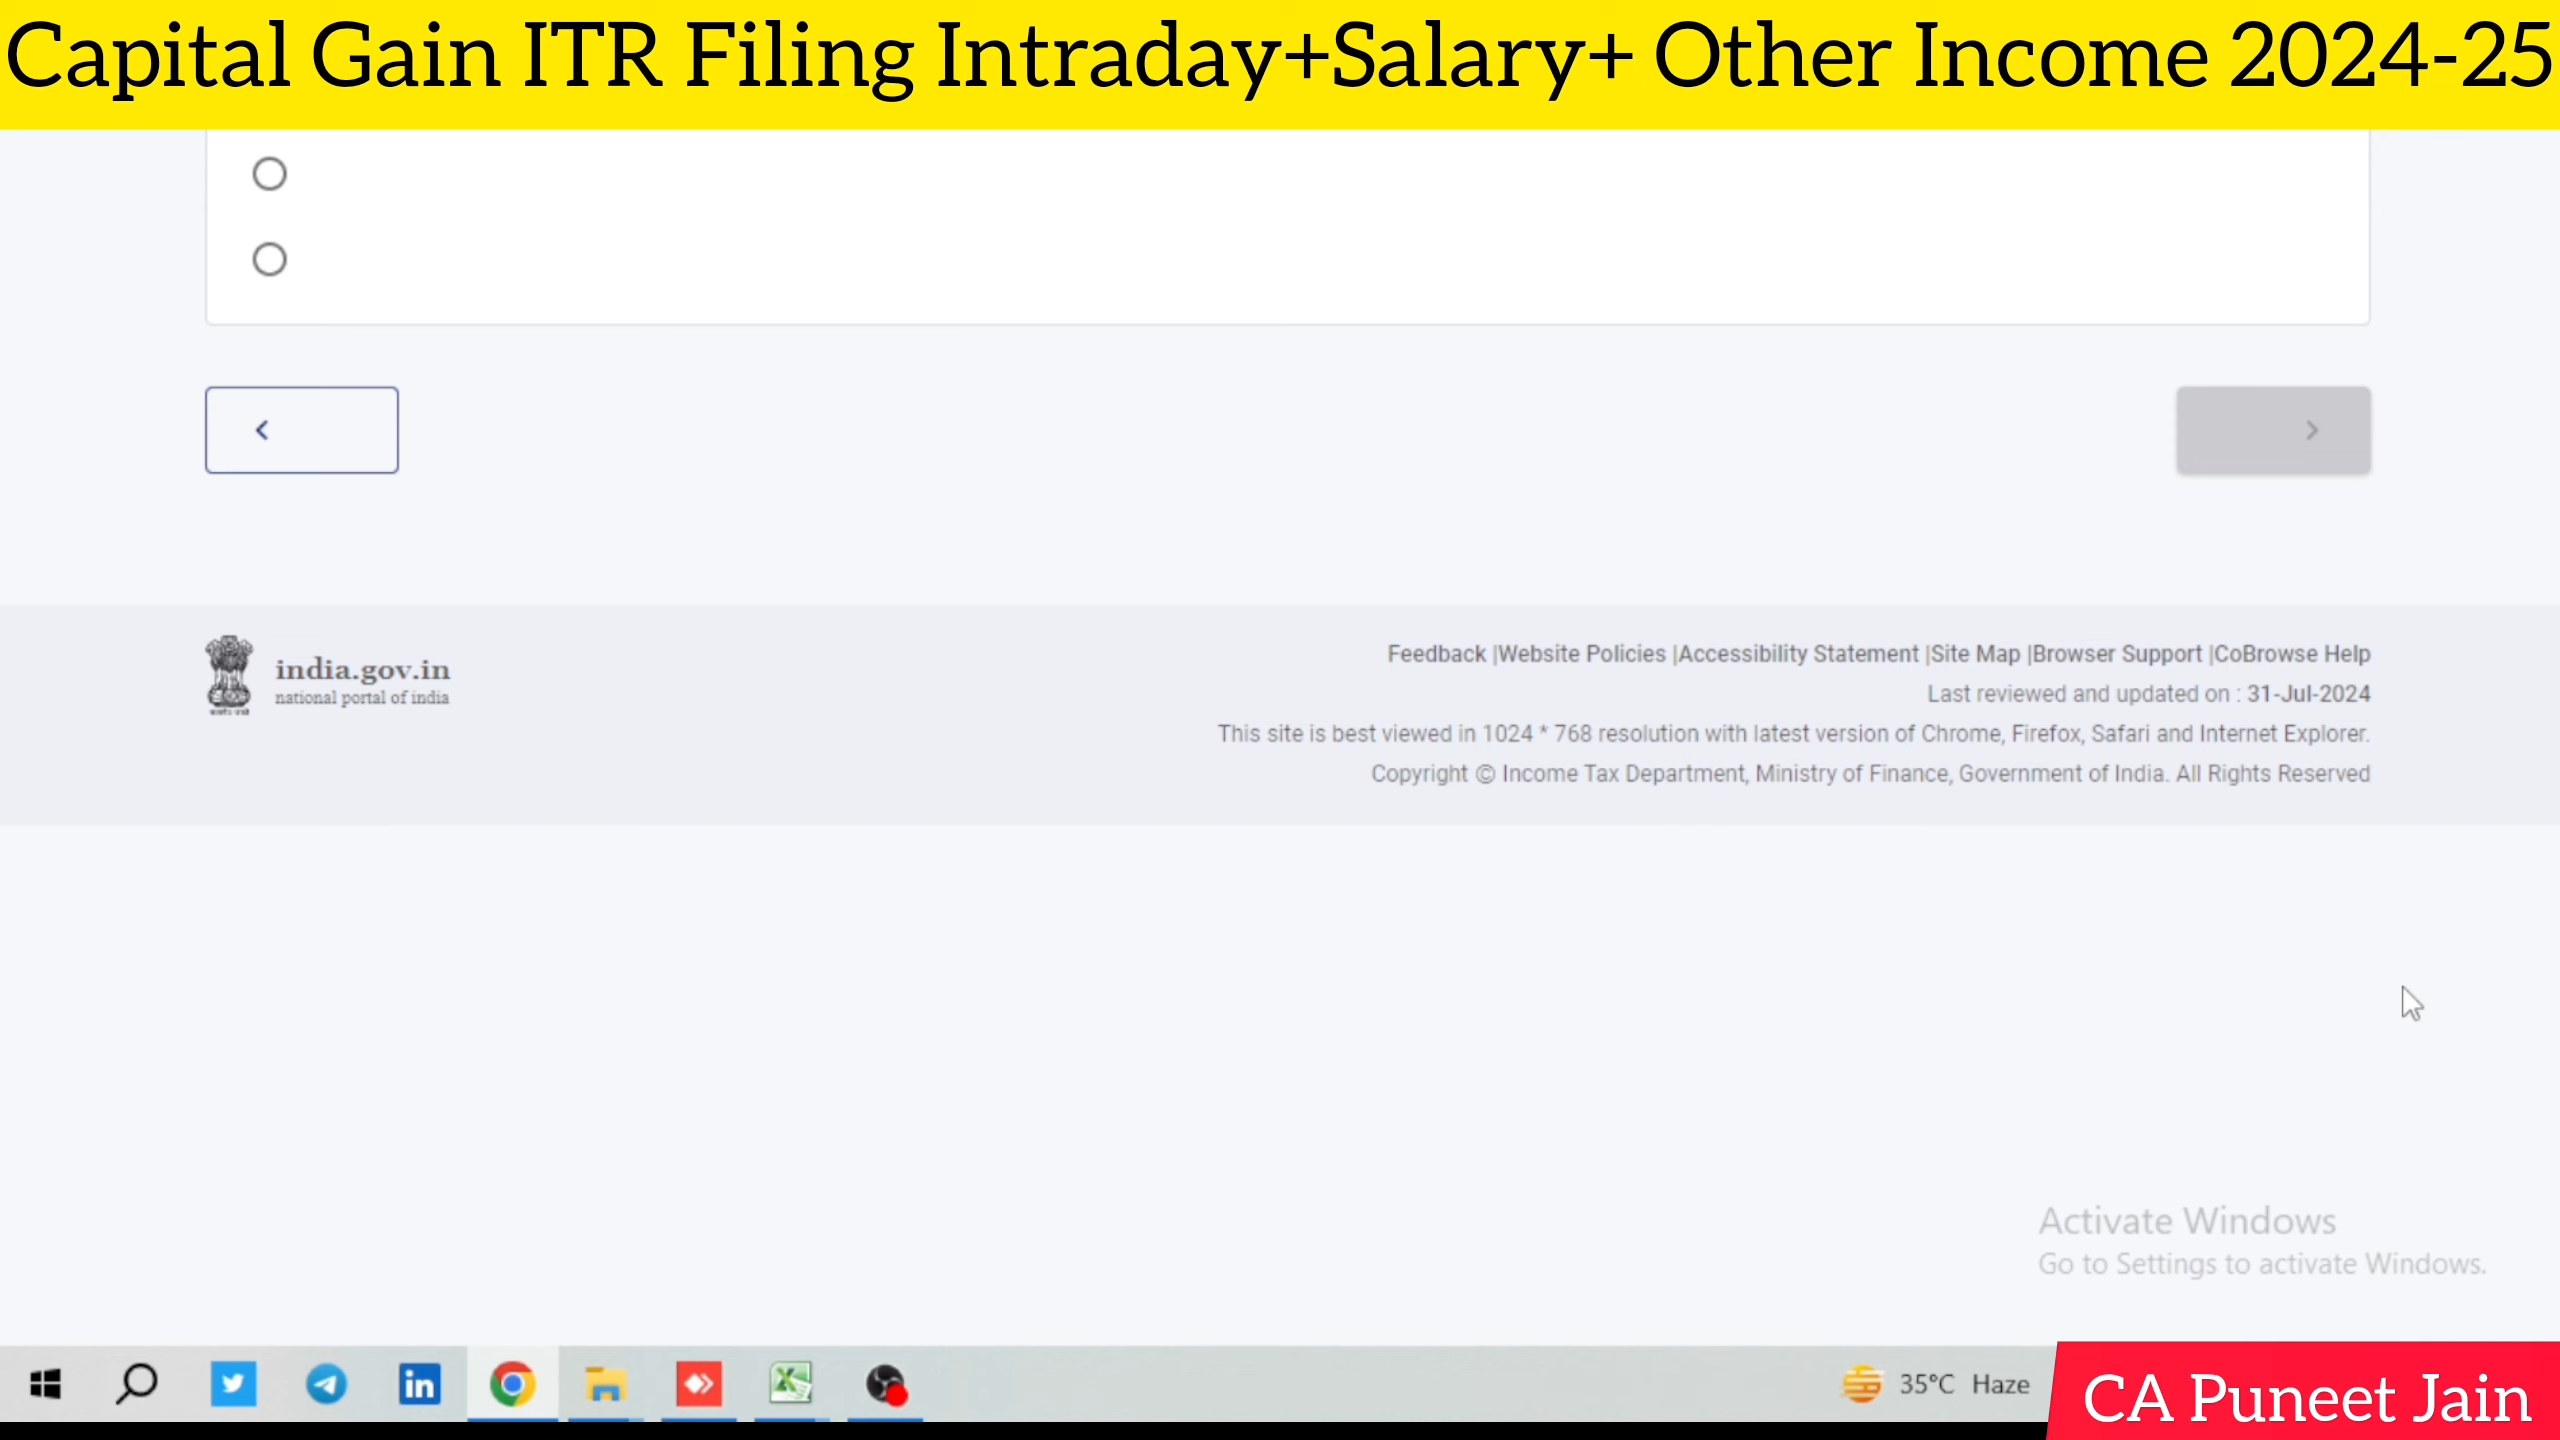 Capital Gain ITR Filing Intraday+Salary+ Other Income 2024-25
india.gov.in
national portal of india
Feedback |Website Policies |Accessibility Statement |Site Map |Browser Support |CoBrowse Help
Last reviewed and updated on : 31-Jul-2024
This site is best viewed in 1024 * 768 resolution with latest version of Chrome, Firefox, Safari and Internet Explorer.
Copyright © Income Tax Department, Ministry of Finance, Government of India. All Rights Reserved
Activate Windows
Go to Settings to activate Windows.
35°C Haze
CA Puneet Jain